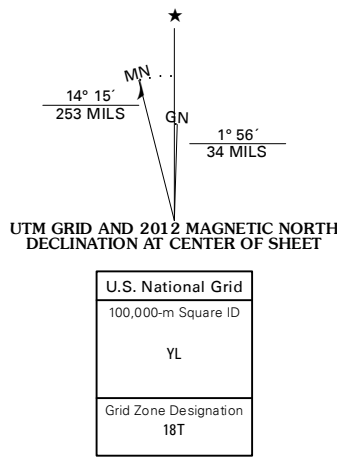 ★
MN
14° 15´
253 MILS
GN
1° 56´
34 MILS
UTM GRID AND 2012 MAGNETIC NORTH
DECLINATION AT CENTER OF SHEET
U.S. National Grid
100,000-m Square ID
YL
Grid Zone Designation
18T